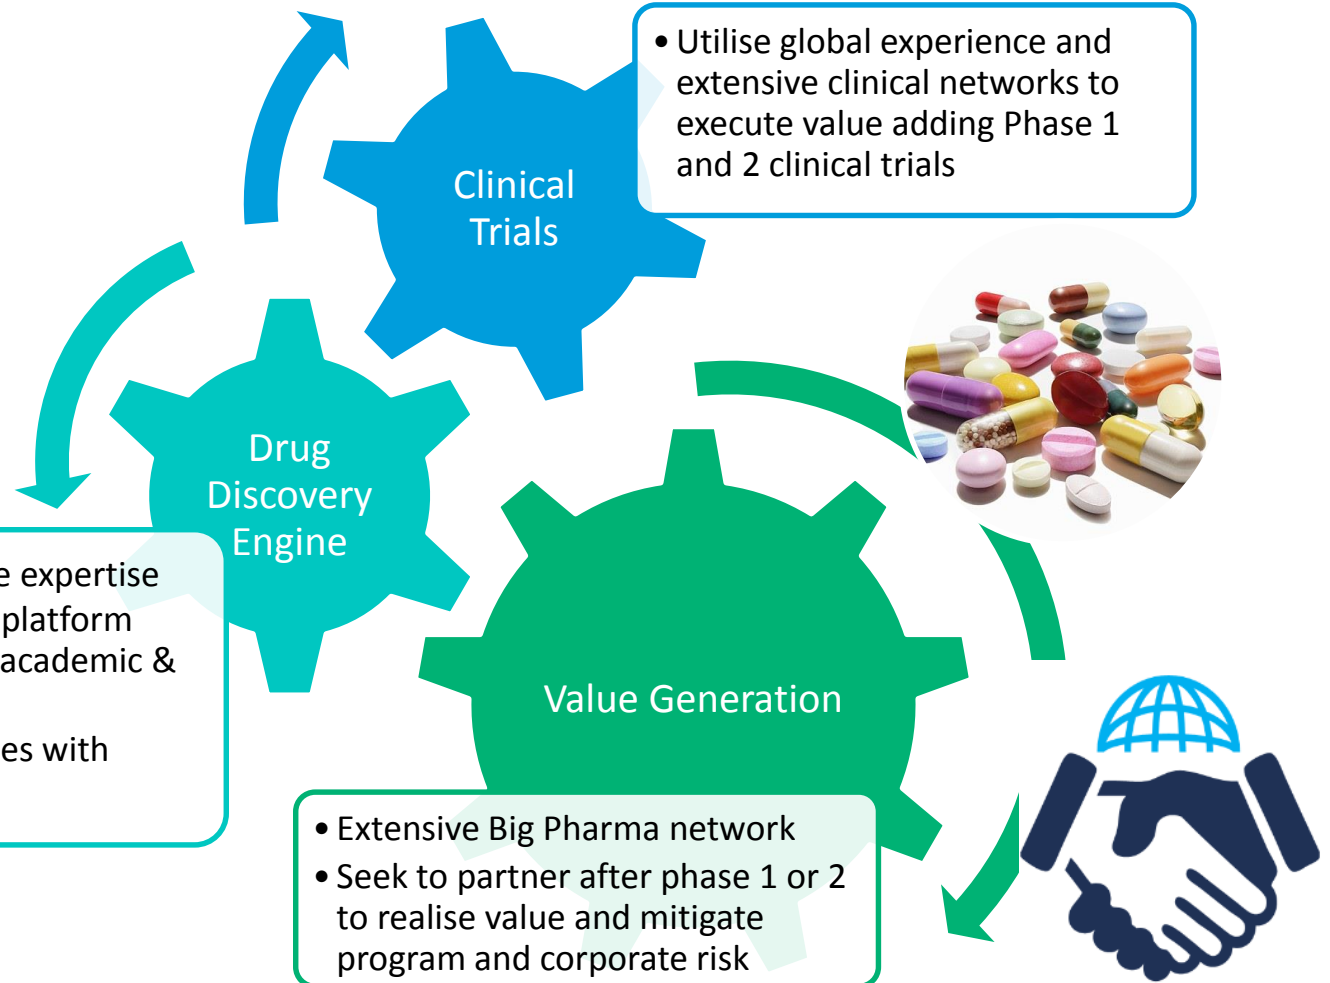 • Utilise global experience and
extensive clinical networks to
execute value adding Phase 1
and 2 clinical trials
Clinical
Trials
Drug
Discovery
Engine
expertise
platform
academic &
with
Value Generation
• Extensive Big Pharma network
• Seek to partner after phase 1 or 2
to realise value and mitigate
program and corporate risk